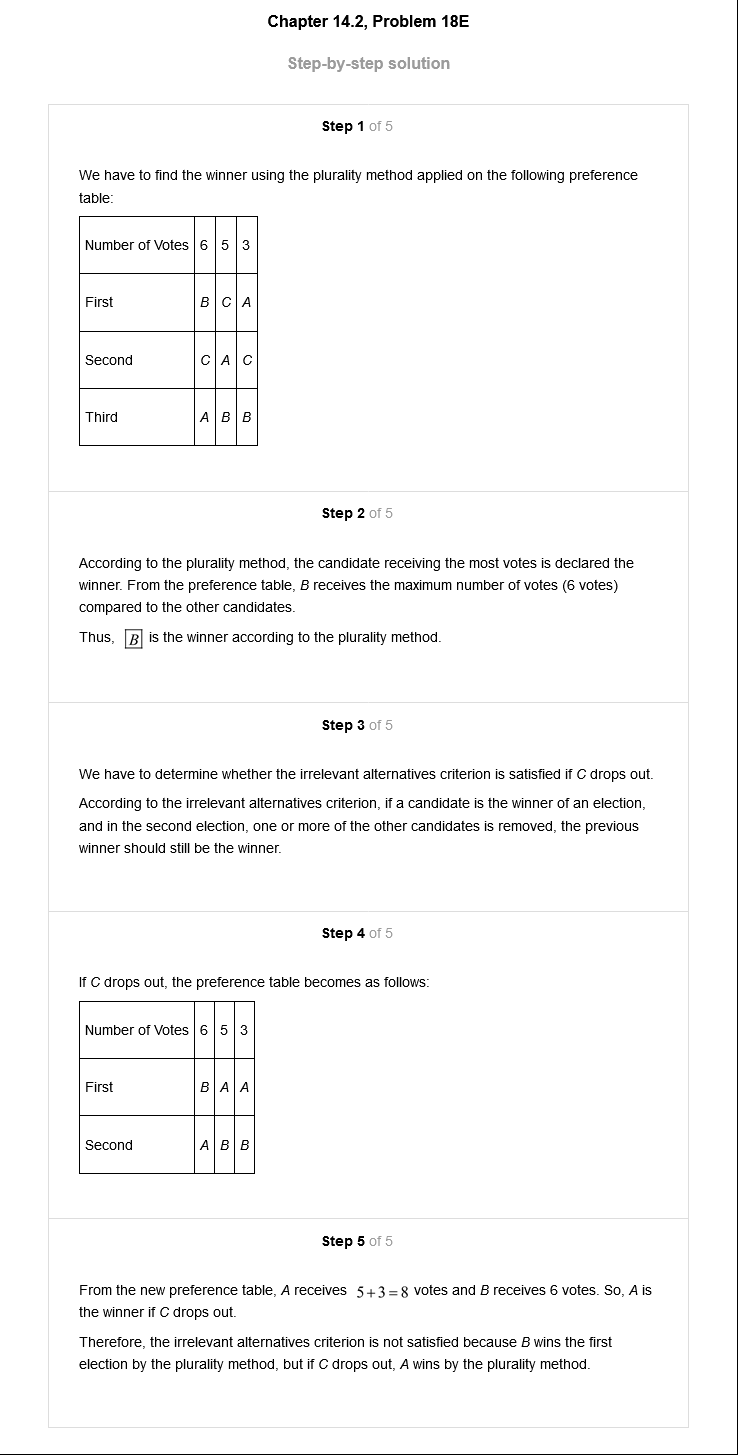 Chapter 14.2, Problem 18E
Step-by-step solution
Step 1 of 5
We have to find the winner using the plurality method applied on the following preference
table:
Number of Votes 6 5 3
First B C A
Second C A C
Third A B B
Step 2 of 5
According to the plurality method, the candidate receiving the most votes is declared the
winner. From the preference table, B receives the maximum number of votes (6 votes)
compared to the other candidates.
Thus, B is the winner according to the plurality method.
Step 3 of 5
We have to determine whether the irrelevant alternatives criterion is satisfied if C drops out.
According to the irrelevant alternatives criterion, if a candidate is the winner of an election,
and in the second election, one or more of the other candidates is removed, the previous
winner should still be the winner.
Step 4 of 5
If C drops out, the preference table becomes as follows:
Number of Votes 6 5 3
First B A A
Second A B B
Step 5 of 5
From the new preference table, A receives 5+3=8 votes and B receives 6 votes. So, A is
the winner if C drops out.
Therefore, the irrelevant alternatives criterion is not satisfied because B wins the first
election by the plurality method, but if C drops out, A wins by the plurality method.